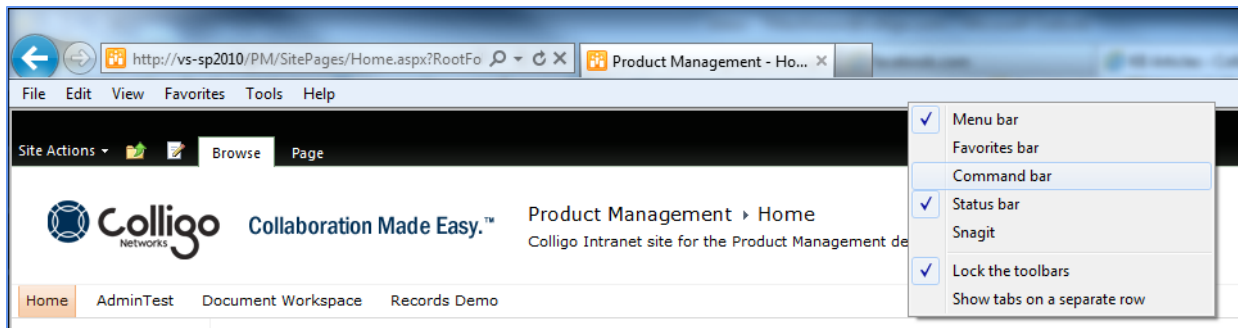 http://vs-sp2010/PM/SitePages/Home.aspx?RootFo
Product Management - Ho...
File Edit View Favorites Tools Help
Menu bar
Favorites bar
Command bar
Status bar
Snagit
Lock the toolbars
Show tabs on a separate row
Site Actions
Browse
Page
Colligo
Networks
Collaboration Made Easy.™
Product Management ▸ Home
Colligo Intranet site for the Product Management de
Home AdminTest Document Workspace Records Demo